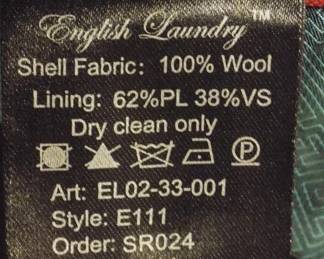 English Laundry™
Shell Fabric: 100% Wool
Lining: 62%PL 38%VS
Dry clean only
P
Art: EL02-33-001
Style: E111
Order: SR024